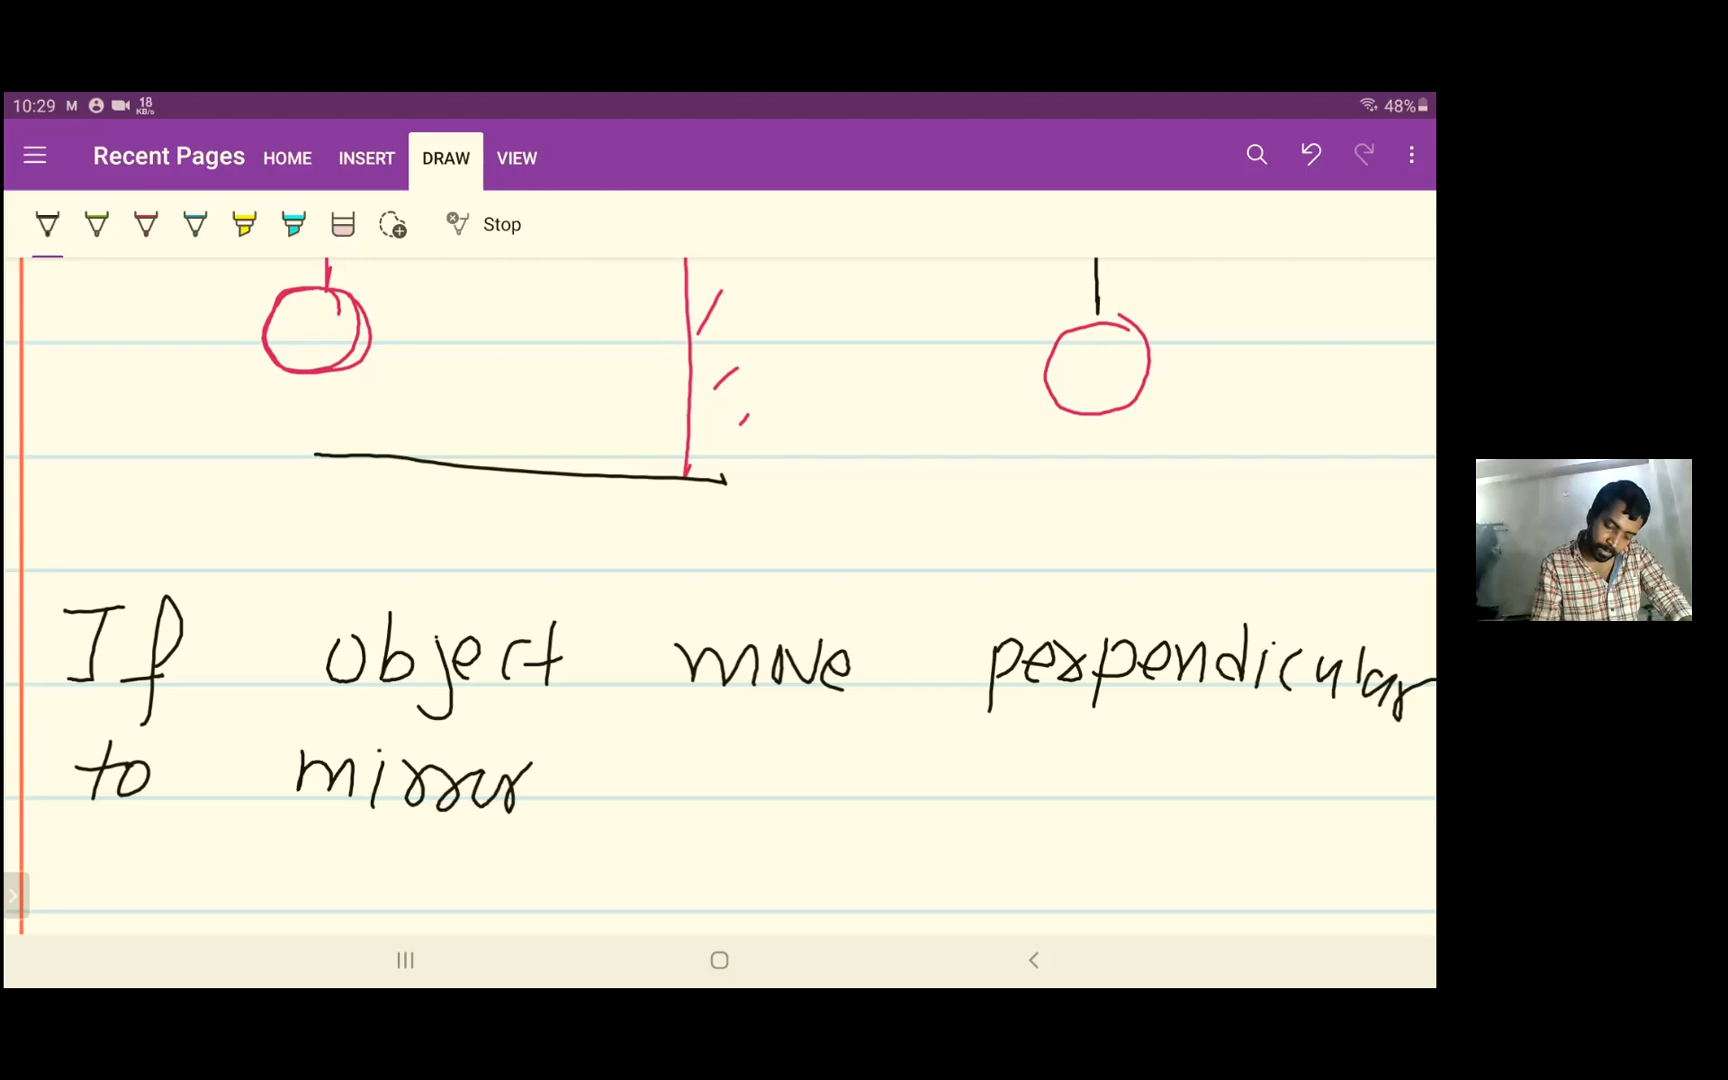 10:29 M 18 KB/s 48%
Recent Pages HOME INSERT DRAW VIEW
Stop
If object move perpendicular
to mirror